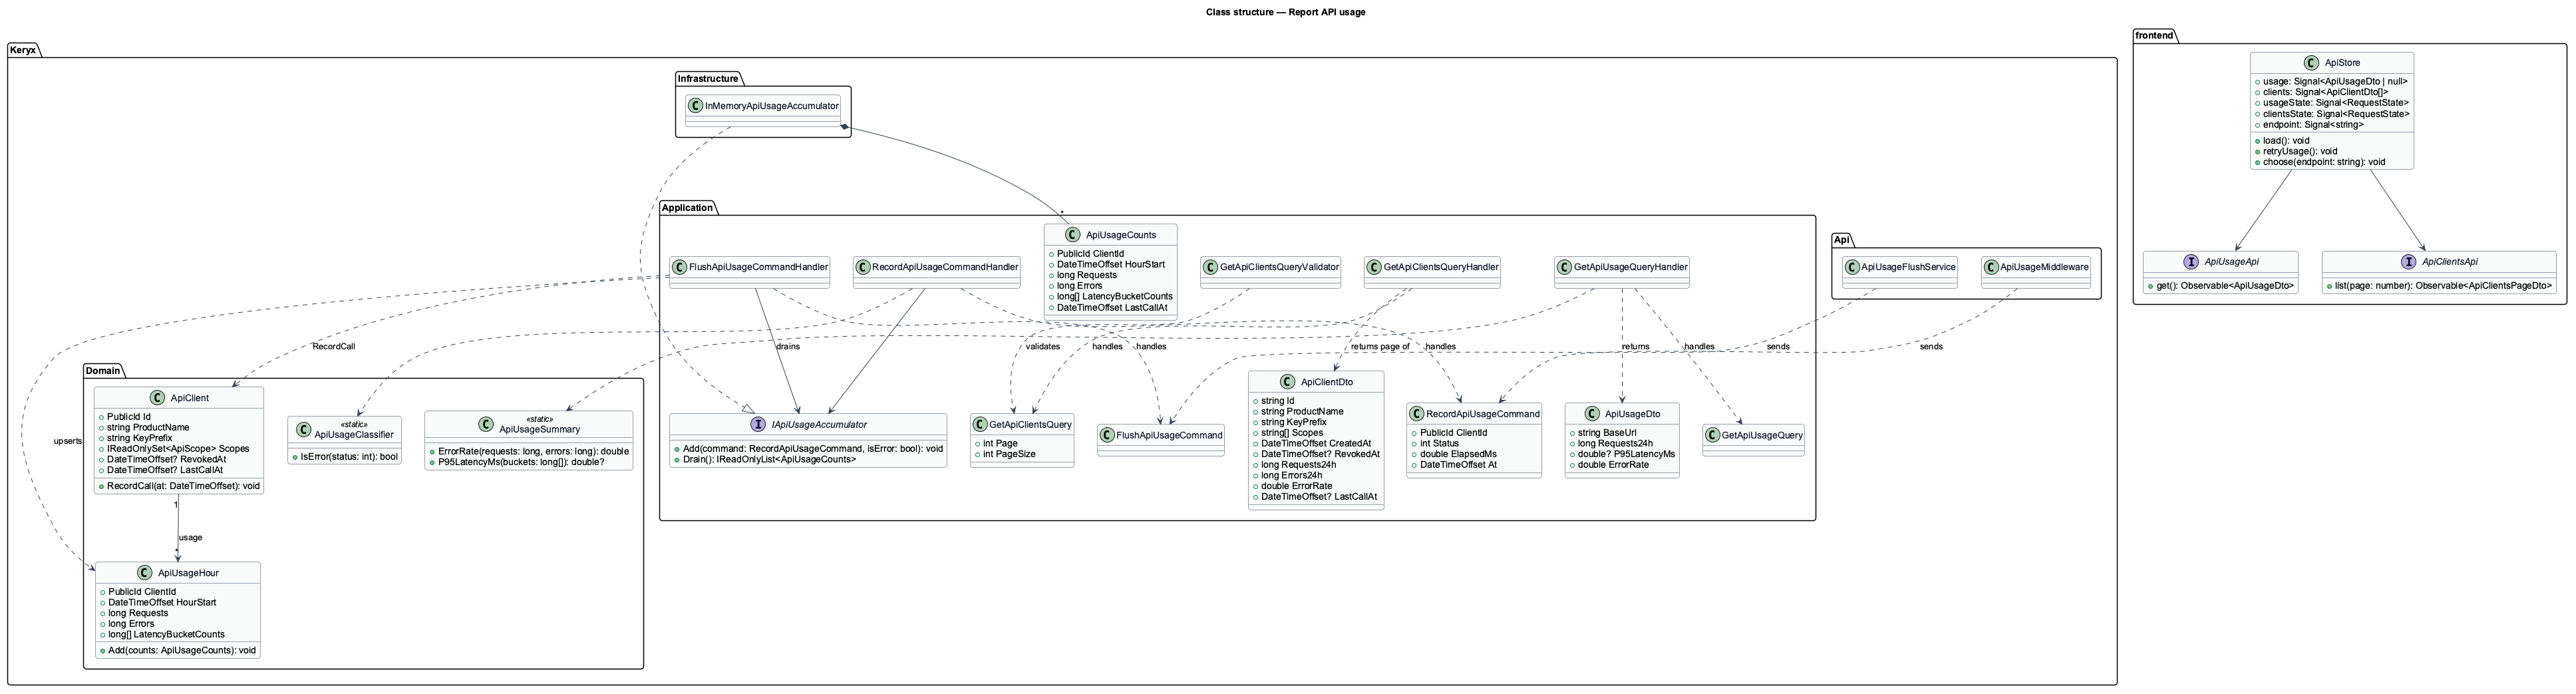 Class structure — Report API usage
Keryx
Infrastructure
C InMemoryApiUsageAccumulator
*
Application
C FlushApiUsageCommandHandler
C RecordApiUsageCommandHandler
C ApiUsageCounts
PublicId ClientId
DateTimeOffset HourStart
long Requests
long Errors
long[] LatencyBucketCounts
DateTimeOffset LastCallAt
C GetApiClientsQueryValidator
C GetApiClientsQueryHandler
C GetApiUsageQueryHandler
Api
C ApiUsageFlushService
C ApiUsageMiddleware
upserts
RecordCall
drains
validates
handles
handles
returns page of
handles
returns
handles
sends
sends
Domain
C ApiClient
PublicId Id
string ProductName
string KeyPrefix
IReadOnlySet<ApiScope> Scopes
DateTimeOffset? RevokedAt
DateTimeOffset? LastCallAt
RecordCall(at: DateTimeOffset): void
«static»
C ApiUsageClassifier
IsError(status: int): bool
«static»
C ApiUsageSummary
ErrorRate(requests: long, errors: long): double
P95LatencyMs(buckets: long[]): double?
1
usage
*
C ApiUsageHour
PublicId ClientId
DateTimeOffset HourStart
long Requests
long Errors
long[] LatencyBucketCounts
Add(counts: ApiUsageCounts): void
I IApiUsageAccumulator
Add(command: RecordApiUsageCommand, isError: bool): void
Drain(): IReadOnlyList<ApiUsageCounts>
C GetApiClientsQuery
int Page
int PageSize
C FlushApiUsageCommand
C ApiClientDto
string Id
string ProductName
string KeyPrefix
string[] Scopes
DateTimeOffset CreatedAt
DateTimeOffset? RevokedAt
long Requests24h
long Errors24h
double ErrorRate
DateTimeOffset? LastCallAt
C RecordApiUsageCommand
PublicId ClientId
int Status
double ElapsedMs
DateTimeOffset At
C ApiUsageDto
string BaseUrl
long Requests24h
double? P95LatencyMs
double ErrorRate
C GetApiUsageQuery
frontend
C ApiStore
usage: Signal<ApiUsageDto | null>
clients: Signal<ApiClientDto[]>
usageState: Signal<RequestState>
clientsState: Signal<RequestState>
endpoint: Signal<string>
load(): void
retryUsage(): void
choose(endpoint: string): void
I ApiUsageApi
get(): Observable<ApiUsageDto>
I ApiClientsApi
list(page: number): Observable<ApiClientsPageDto>